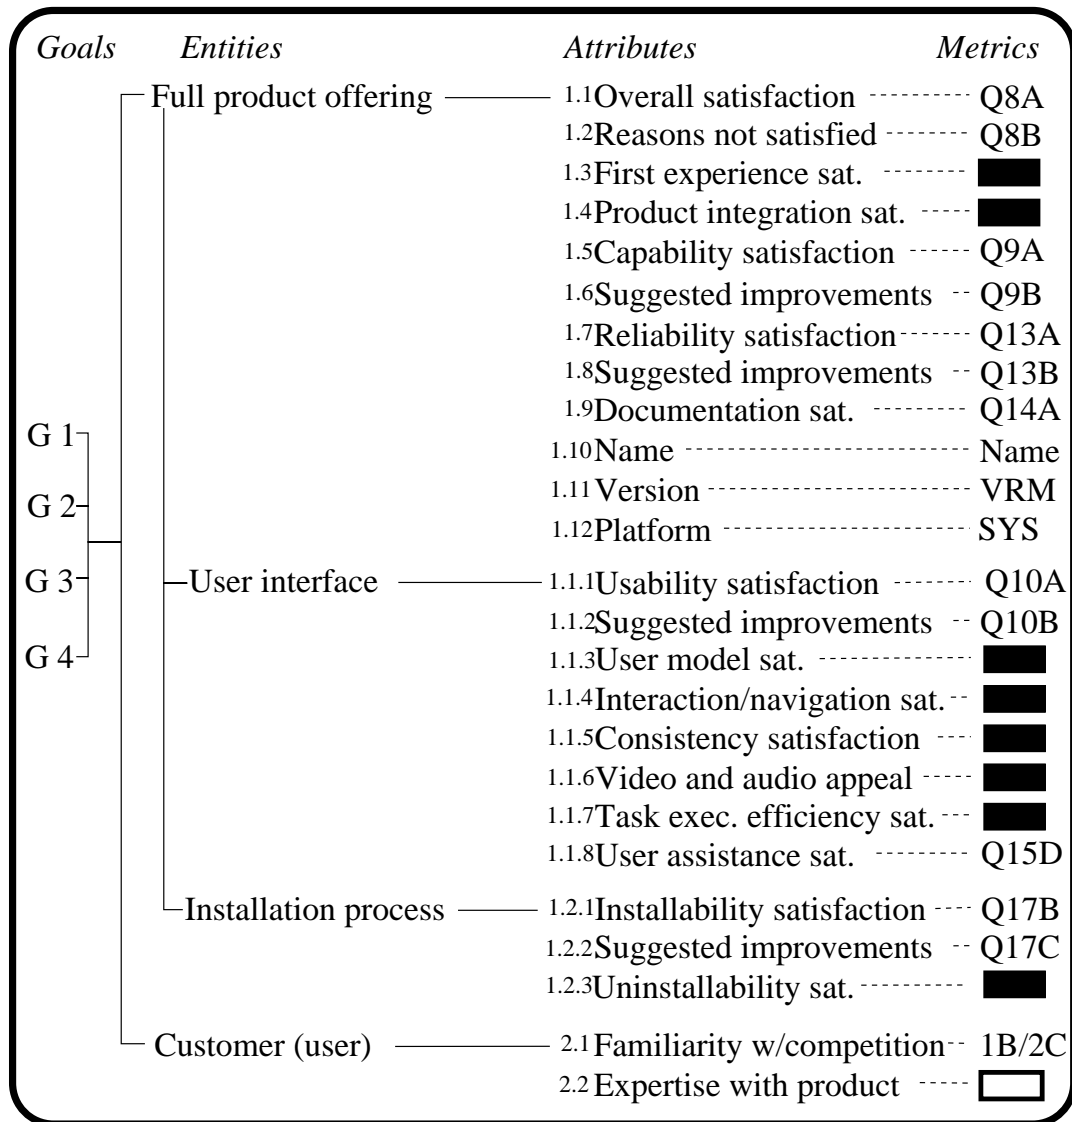 Goals Entities Attributes Metrics
Full product offering 1.1 Overall satisfaction Q8A
1.2 Reasons not satisfied Q8B
1.3 First experience sat.
1.4 Product integration sat.
1.5 Capability satisfaction Q9A
1.6 Suggested improvements Q9B
1.7 Reliability satisfaction Q13A
1.8 Suggested improvements Q13B
1.9 Documentation sat. Q14A
G 1
1.10 Name Name
1.11 Version VRM
G 2
1.12 Platform SYS
G 3 User interface 1.1.1 Usability satisfaction Q10A
1.1.2 Suggested improvements Q10B
G 4 1.1.3 User model sat.
1.1.4 Interaction/navigation sat.
1.1.5 Consistency satisfaction
1.1.6 Video and audio appeal
1.1.7 Task exec. efficiency sat.
1.1.8 User assistance sat. Q15D
Installation process 1.2.1 Installability satisfaction Q17B
1.2.2 Suggested improvements Q17C
1.2.3 Uninstallability sat.
Customer (user) 2.1 Familiarity w/competition 1B/2C
2.2 Expertise with product